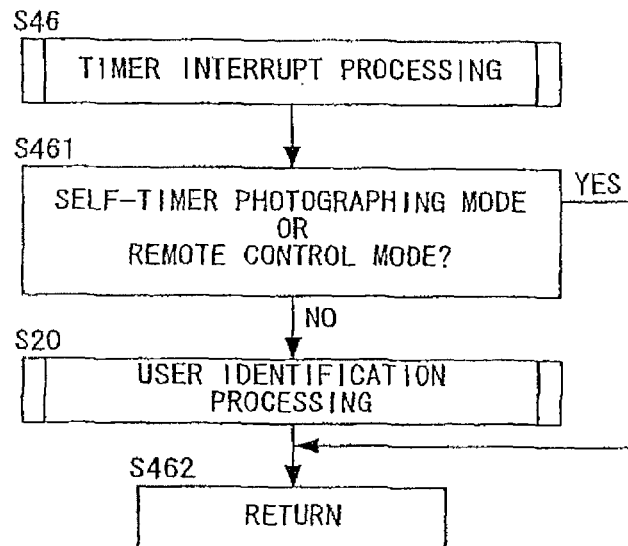 S46
TIMER INTERRUPT PROCESSING
S461
SELF-TIMER PHOTOGRAPHING MODE
OR
REMOTE CONTROL MODE?
YES
NO
S20
USER IDENTIFICATION
PROCESSING
S462
RETURN